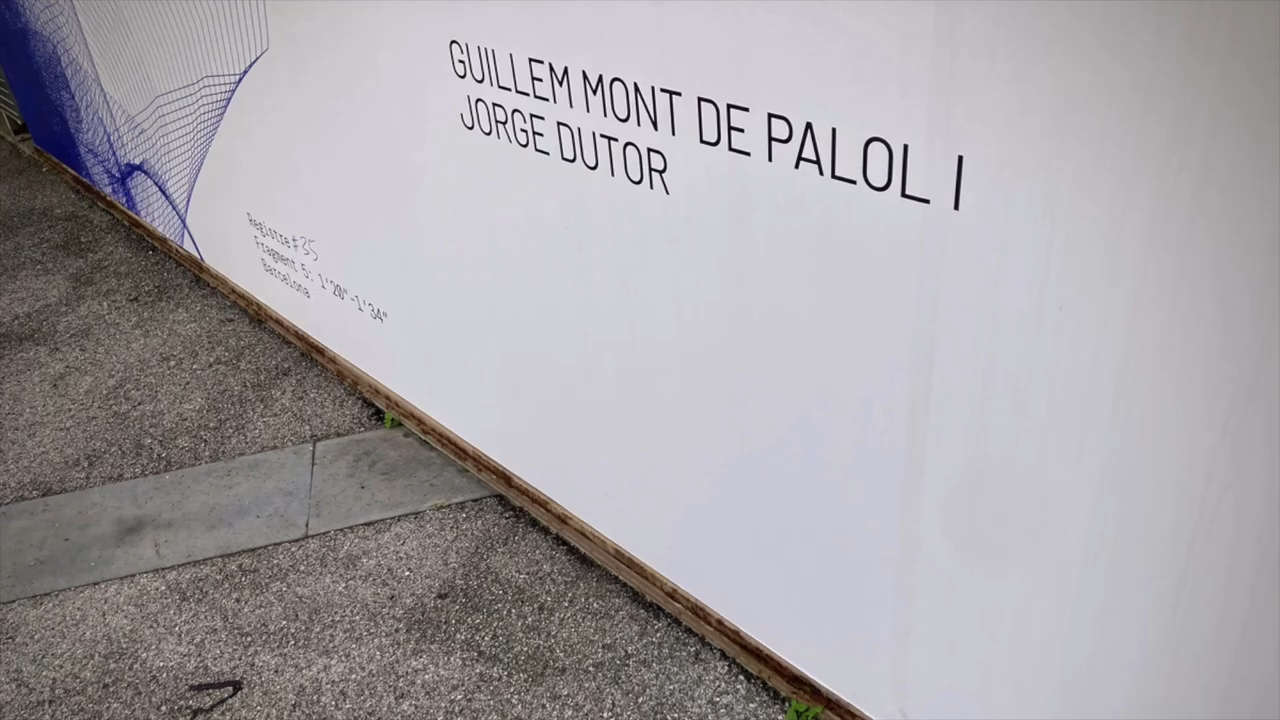 GUILLEM MONT DE PALOL I
JORGE DUTOR
Registre #35
Fragment 5: 1'20"-1'34"
Barcelona